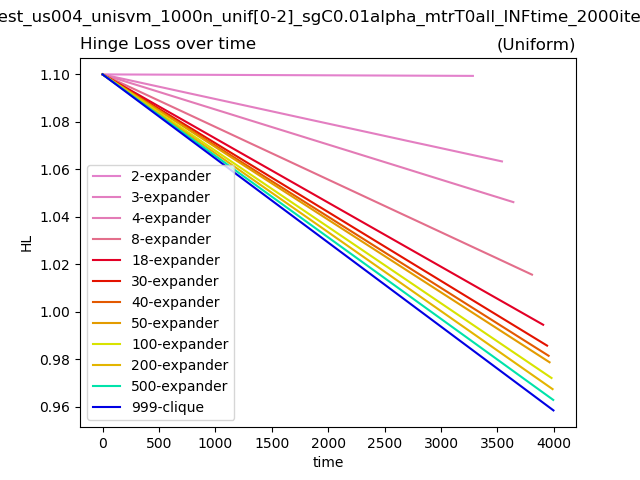 est_us004_unisvm_1000n_unif[0-2]_sgC0.01alpha_mtrT0all_INFtime_2000ite
Hinge Loss over time (Uniform)
1.10
1.08
1.06
1.04
1.02
1.00
0.98
0.96
HL
2-expander
3-expander
4-expander
8-expander
18-expander
30-expander
40-expander
50-expander
100-expander
200-expander
500-expander
999-clique
0 500 1000 1500 2000 2500 3000 3500 4000
time